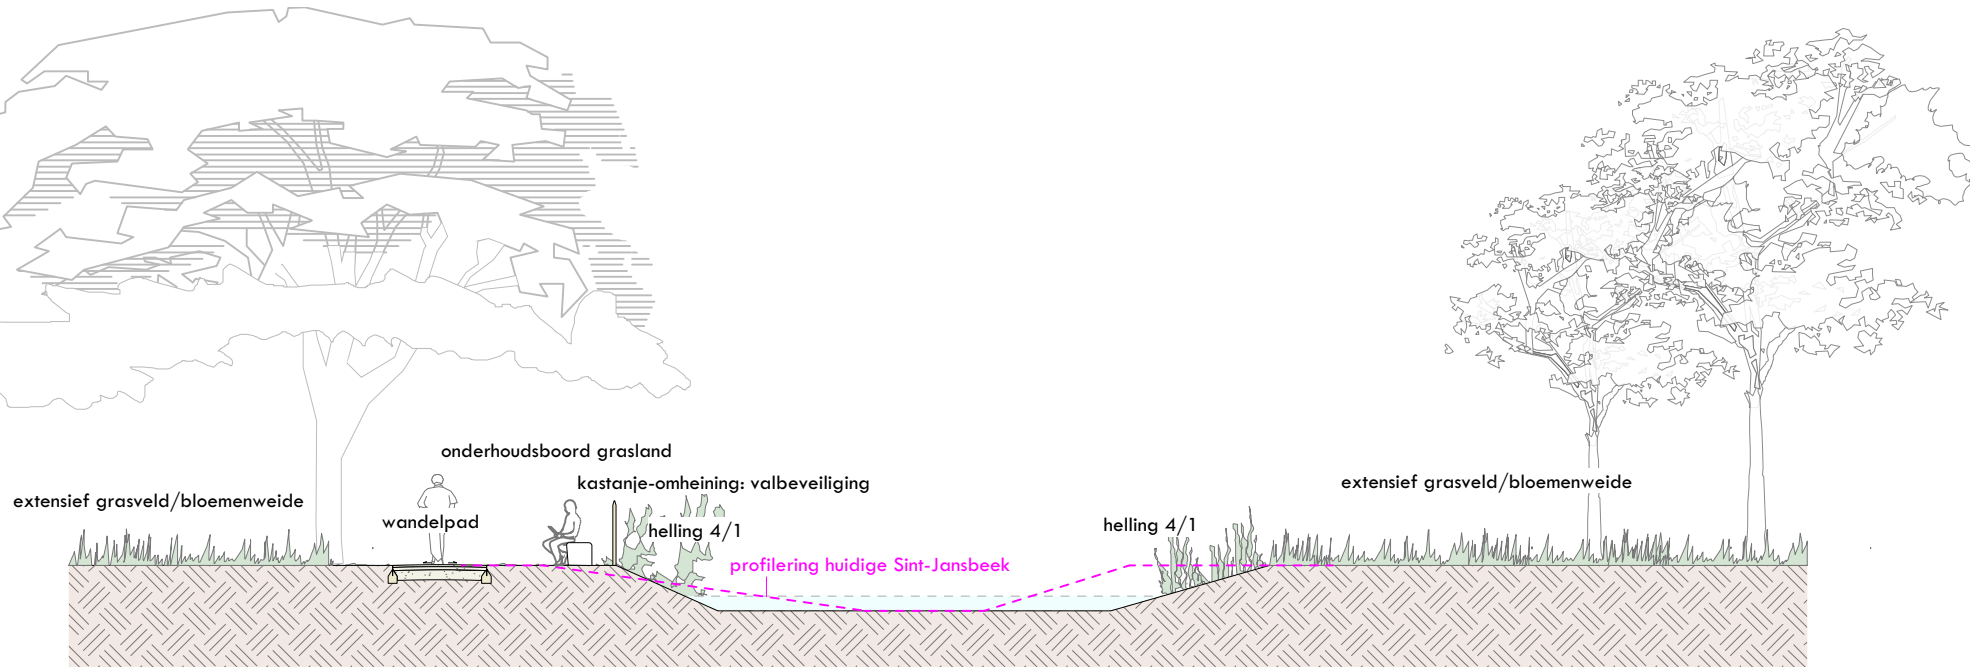 onderhoudsboord grasland
kastanje-omheining: valbeveiliging
extensief grasveld/bloemenweide
extensief grasveld/bloemenweide
wandelpad
helling 4/1
helling 4/1
profilering huidige Sint-Jansbeek